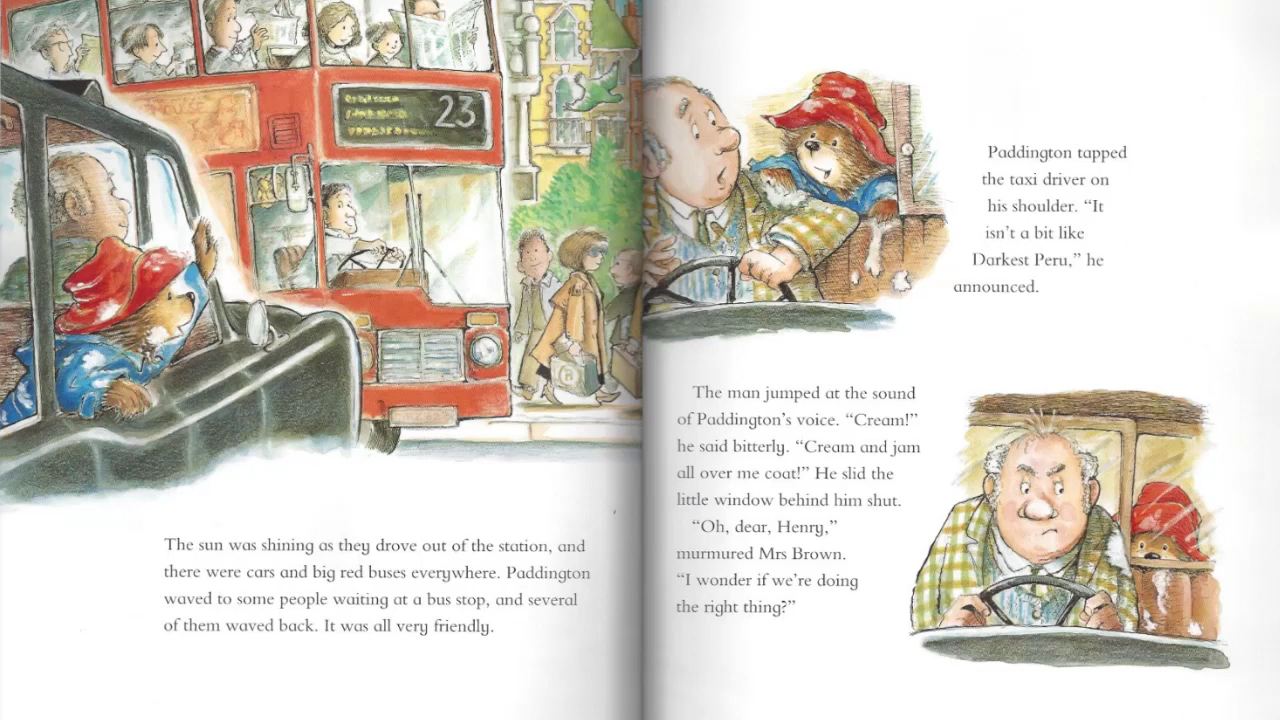 23
The sun was shining as they drove out of the station, and
there were cars and big red buses everywhere. Paddington
waved to some people waiting at a bus stop, and several
of them waved back. It was all very friendly.
Paddington tapped
the taxi driver on
his shoulder. “It
isn’t a bit like
Darkest Peru,” he
announced.
The man jumped at the sound
of Paddington’s voice. “Cream!”
he said bitterly. “Cream and jam
all over me coat!” He slid the
little window behind him shut.
“Oh, dear, Henry,”
murmured Mrs Brown.
“I wonder if we’re doing
the right thing?”